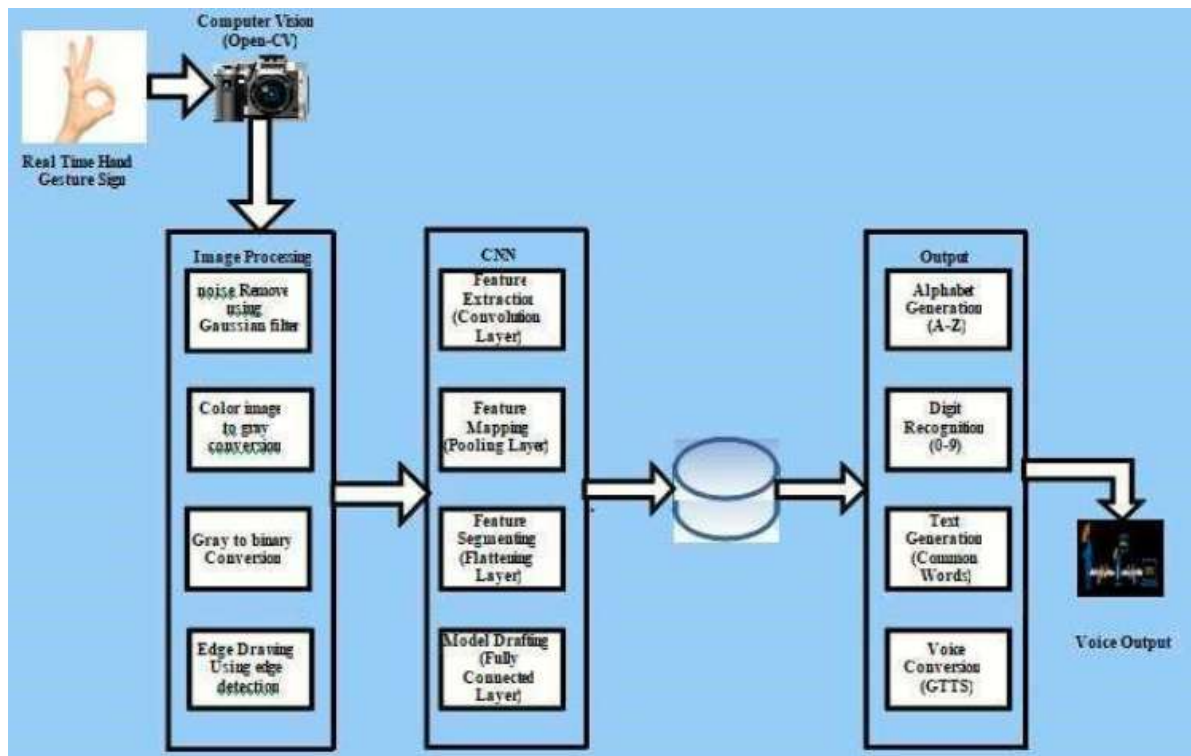 Computer Vision
(Open-CV)
Real Time Hand
Gesture Sign
Image Processing
noise Remove
using
Gaussian filter
Color image
to gray
conversion
Gray to binary
Conversion
Edge Drawing
Using edge
detection
CNN
Feature
Extraction
(Convolution
Layer)
Feature
Mapping
(Pooling Layer)
Feature
Segmenting
(Flattening
Layer)
Model Drafting
(Fully
Connected
Layer)
Output
Alphabet
Generation
(A-Z)
Digit
Recognition
(0-9)
Text
Generation
(Common
Words)
Voice
Conversion
(GTTS)
Voice Output